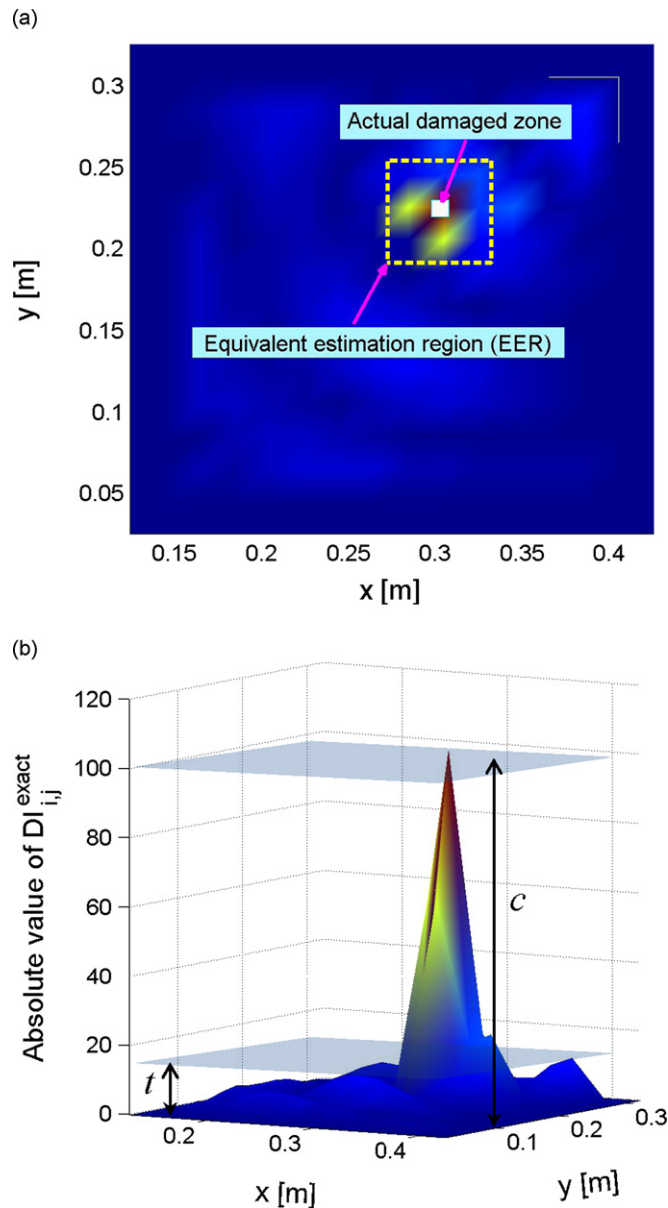 (a)
0.3
Actual damaged zone
0.25
0.2
y [m]
0.15
Equivalent estimation region (EER)
0.1
0.05
0.15 0.2 0.25 0.3 0.35 0.4
x [m]
(b)
120
100
80
c
60
40
20
t
0
Absolute value of DI exact i,j
0.2 0.3 0.4
0.1 0.2 0.3
x [m]
y [m]